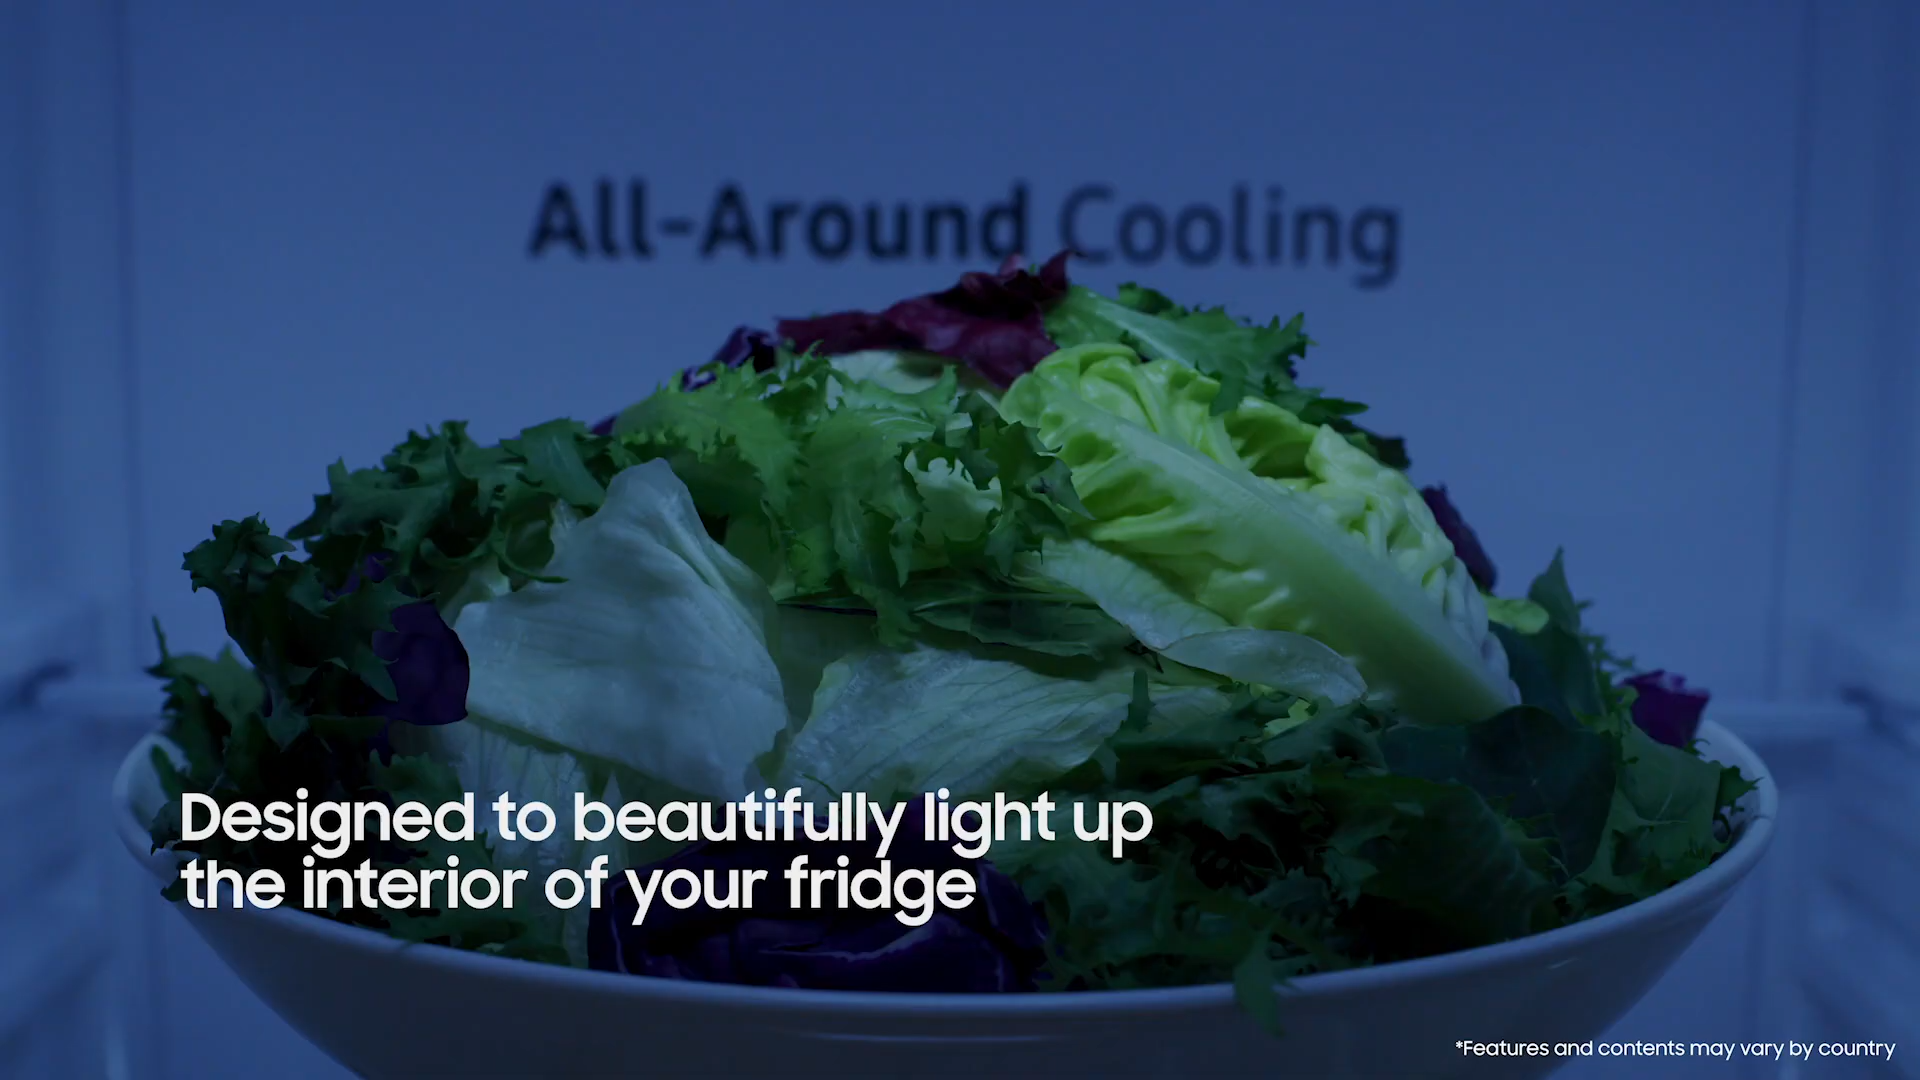 All-Around Cooling
Designed to beautifully light up
the interior of your fridge
*Features and contents may vary by country